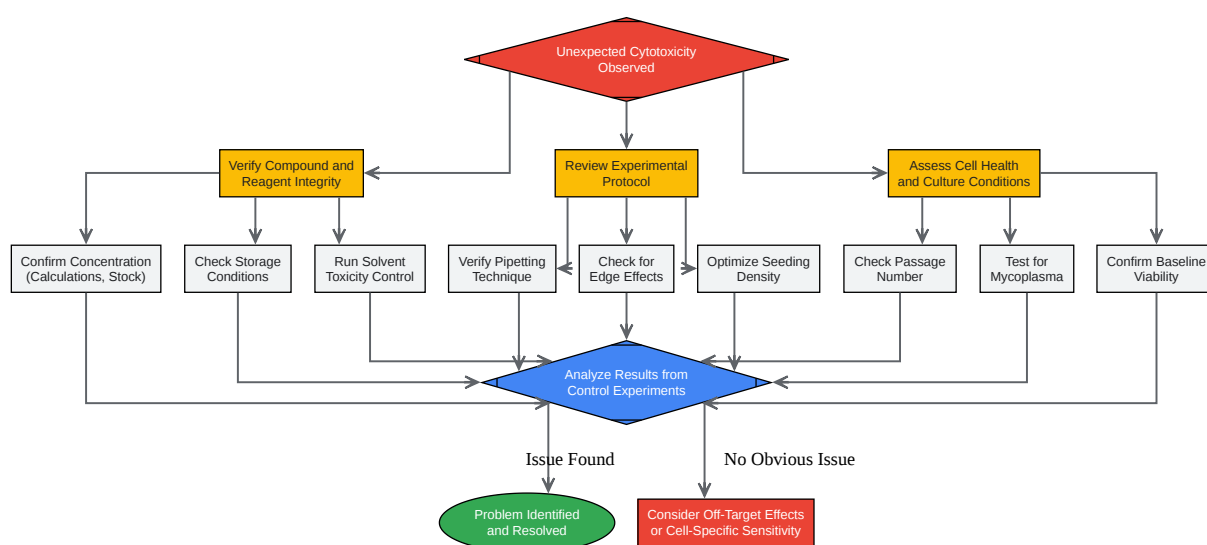 Unexpected Cytotoxicity
Observed
Verify Compound and
Reagent Integrity
Review Experimental
Protocol
Assess Cell Health
and Culture Conditions
Confirm Concentration
(Calculations, Stock)
Check Storage
Conditions
Run Solvent
Toxicity Control
Verify Pipetting
Technique
Check for
Edge Effects
Optimize Seeding
Density
Check Passage
Number
Test for
Mycoplasma
Confirm Baseline
Viability
Analyze Results from
Control Experiments
Issue Found
No Obvious Issue
Problem Identified
and Resolved
Consider Off-Target Effects
or Cell-Specific Sensitivity